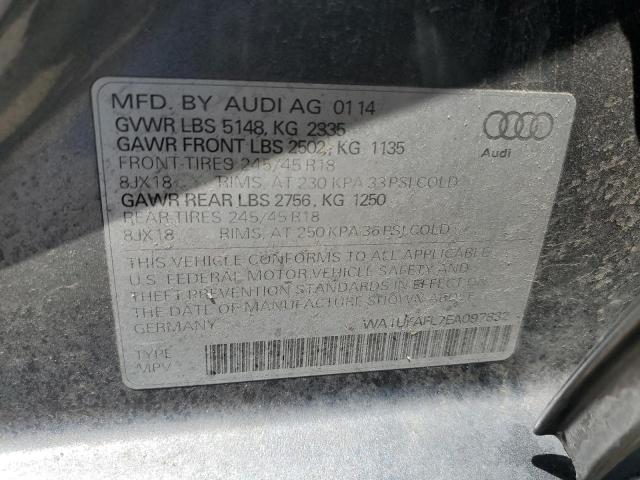 MFD. BY AUDI AG 01 14
GVWR LBS 5148, KG 2335
GAWR FRONT LBS 2502, KG 1135
FRONT-TIRES 245/45 R18
8JX18 RIMS, AT 230 KPA 33 PSI COLD
GAWR REAR LBS 2756, KG 1250
REAR-TIRES 245/45 R18
8JX18 RIMS, AT 250 KPA 36 PSI COLD
THIS VEHICLE CONFORMS TO ALL APPLICABLE
U.S. FEDERAL MOTOR VEHICLE SAFETY AND
THEFT PREVENTION STANDARDS IN EFFECT ON
THE DATE OF MANUFACTURE SHOWN ABOVE.
GERMANY
WA1UFAFL7EA097832
TYPE
MPV
Audi